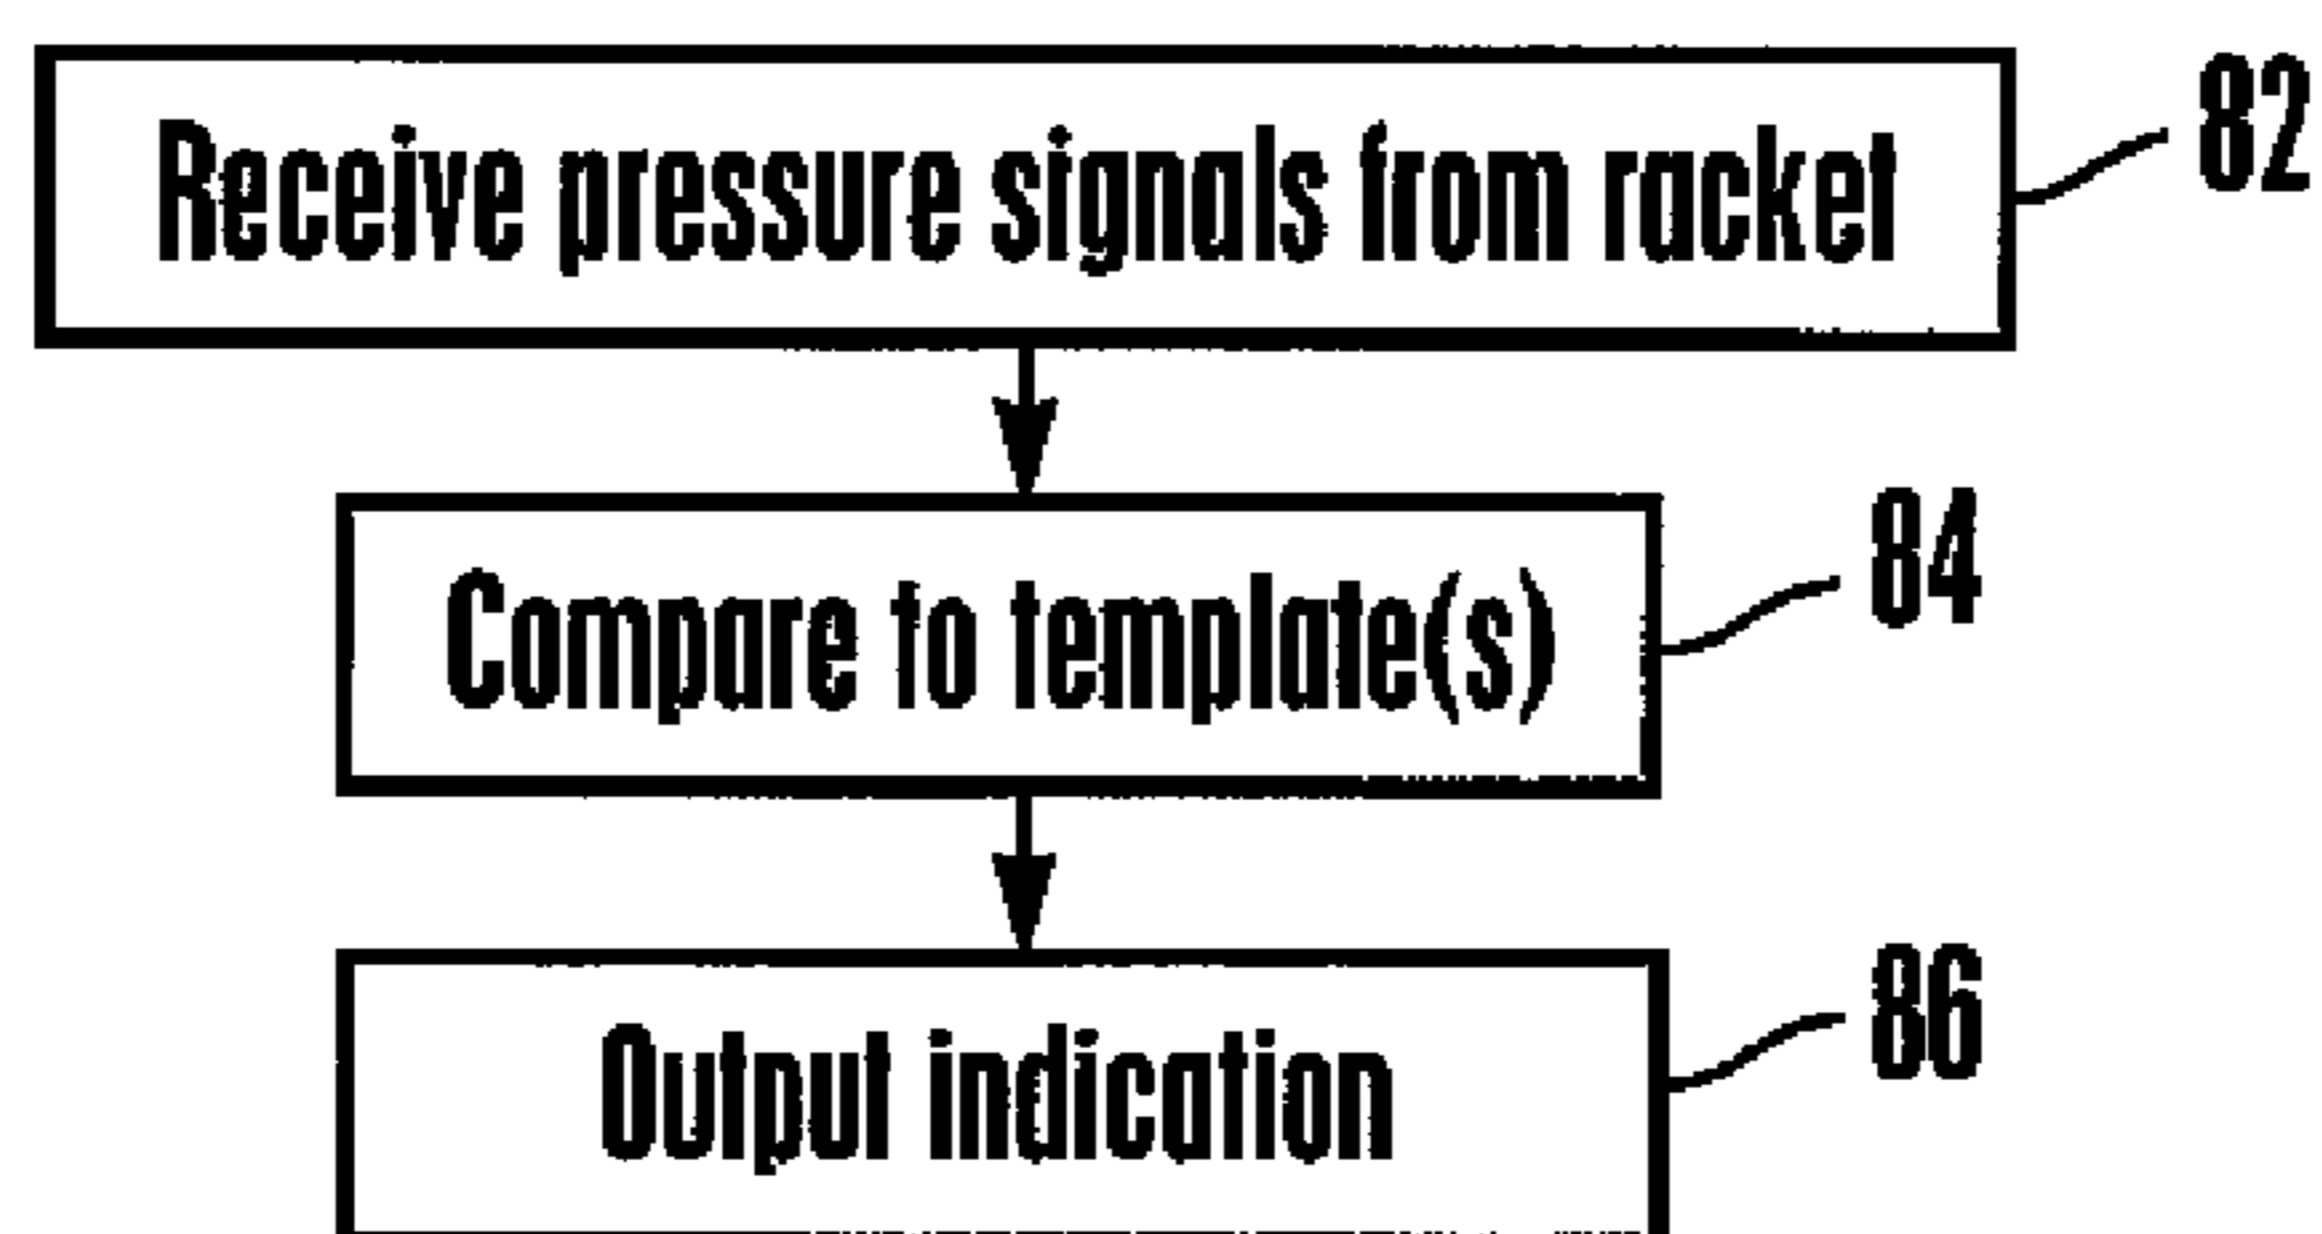 Receive pressure signals from racket 82
Compare to template(s) 84
Output indication 86